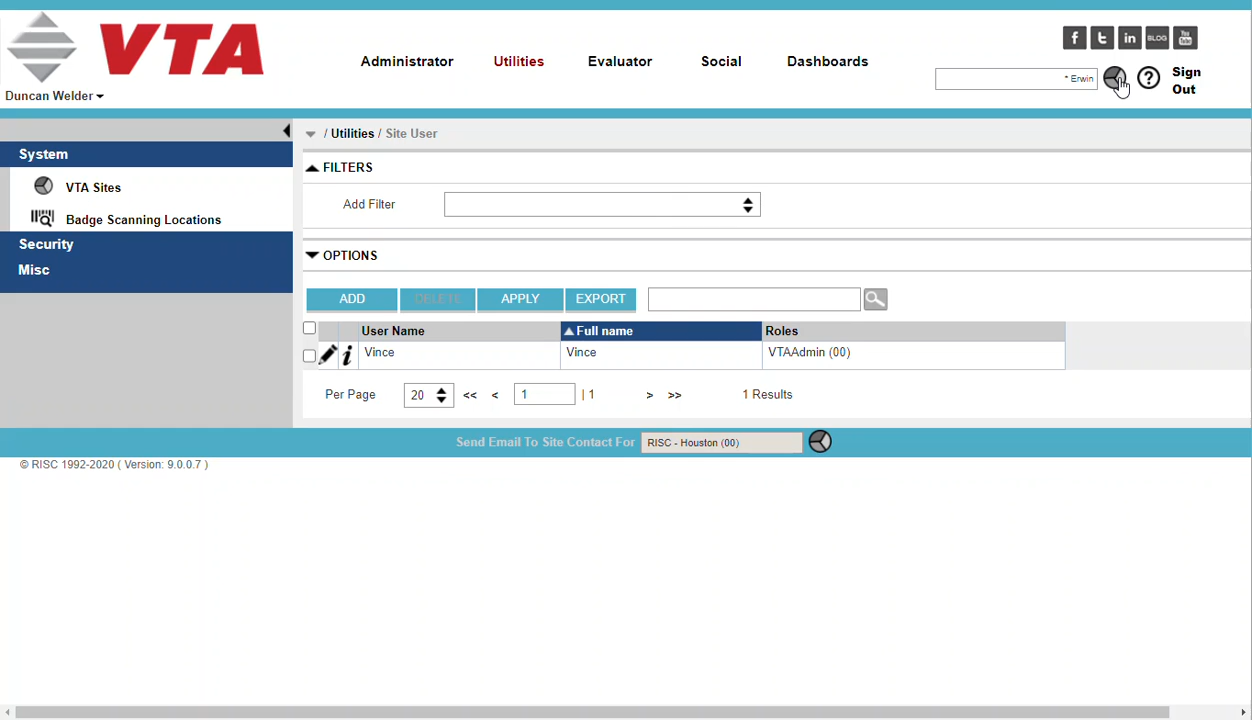 VTA
Administrator
Utilities
Evaluator
Social
Dashboards
f
t
in
BLOG
You Tube
* Erwin
?
Sign Out
Duncan Welder
/ Utilities / Site User
System
VTA Sites
Badge Scanning Locations
Security
Misc
FILTERS
Add Filter
OPTIONS
ADD
DELETE
APPLY
EXPORT
User Name
Full name
Roles
i
Vince
Vince
VTAAdmin (00)
Per Page
20
<<
<
1
| 1
>
>>
1 Results
Send Email To Site Contact For
RISC - Houston (00)
© RISC 1992-2020 ( Version: 9.0.0.7 )